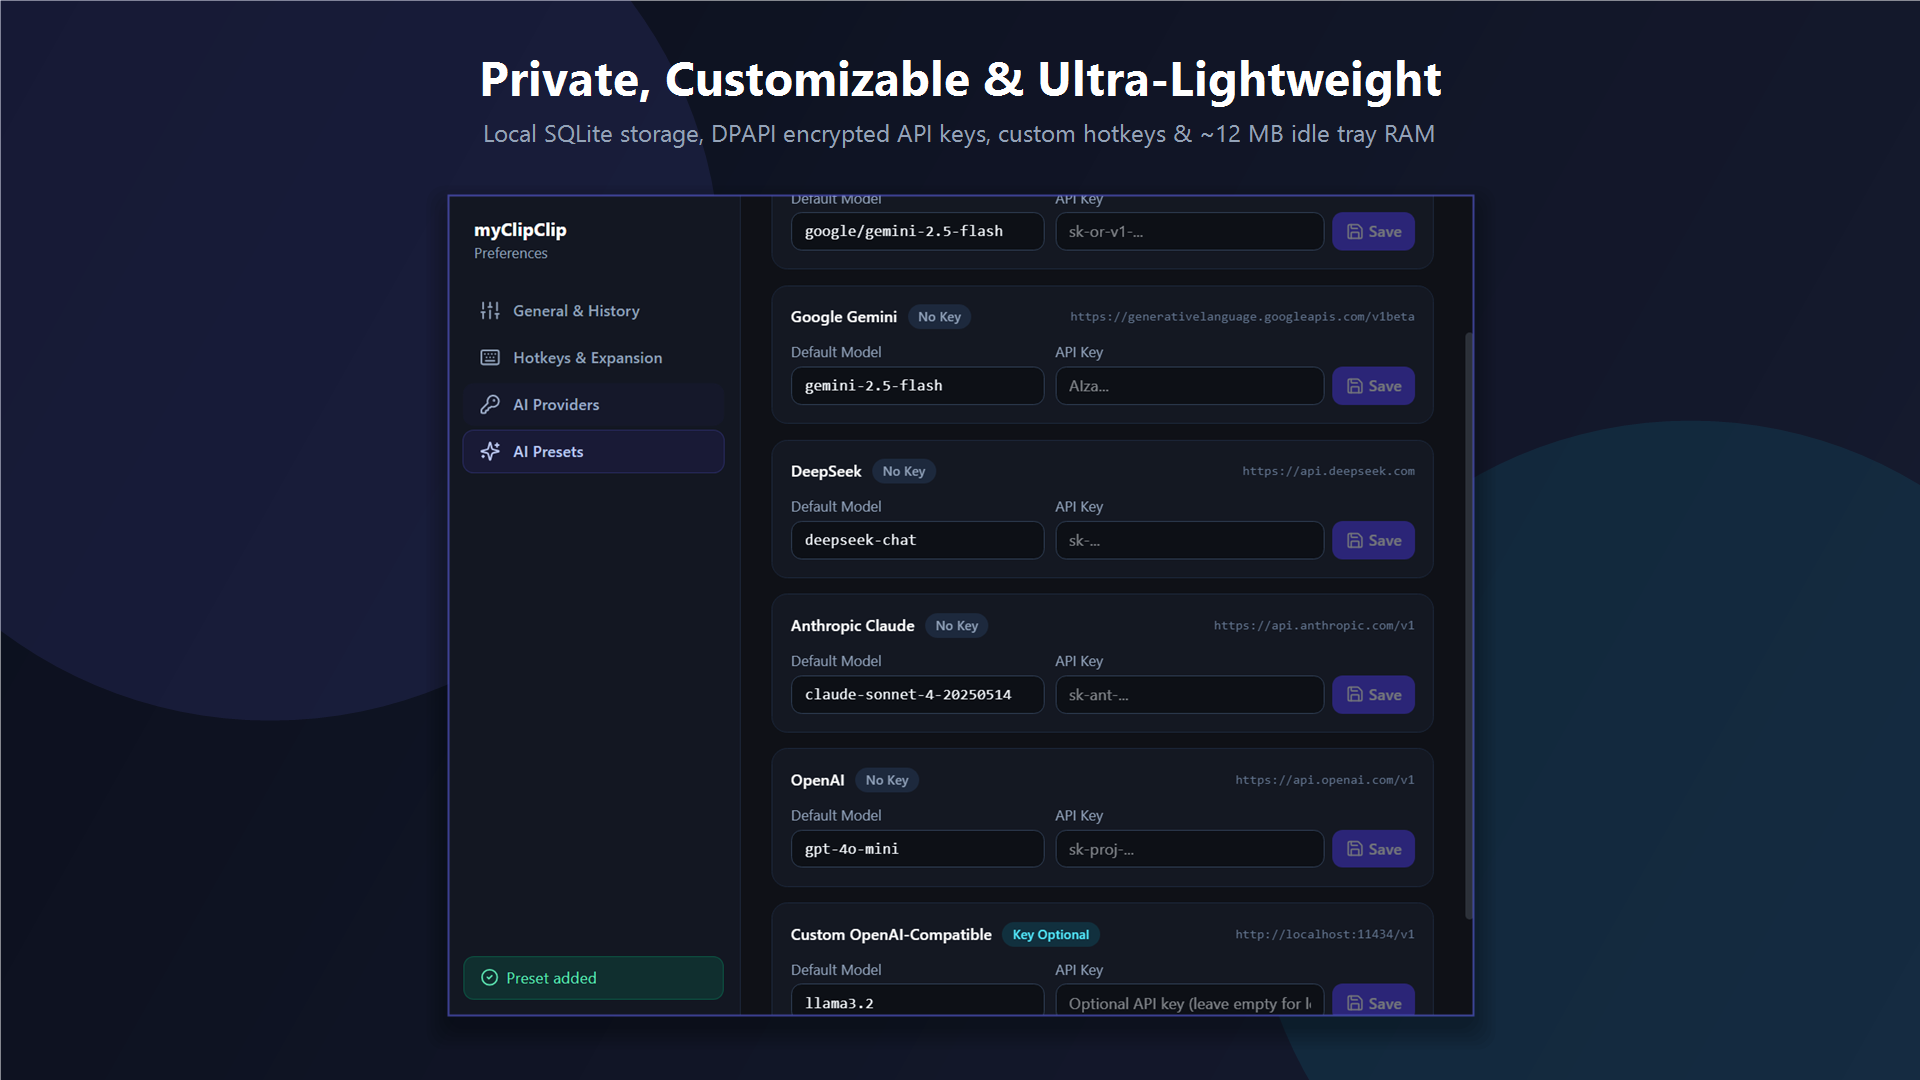 Private, Customizable & Ultra-Lightweight
Local SQLite storage, DPAPI encrypted API keys, custom hotkeys & ~12 MB idle tray RAM
myClipClip
Preferences
General & History
Hotkeys & Expansion
AI Providers
AI Presets
Preset added
Default Model API Key
google/gemini-2.5-flash sk-or-v1-... Save
Google Gemini No Key https://generativelanguage.googleapis.com/v1beta
Default Model API Key
gemini-2.5-flash AIza... Save
DeepSeek No Key https://api.deepseek.com
Default Model API Key
deepseek-chat sk-... Save
Anthropic Claude No Key https://api.anthropic.com/v1
Default Model API Key
claude-sonnet-4-20250514 sk-ant-... Save
OpenAI No Key https://api.openai.com/v1
Default Model API Key
gpt-4o-mini sk-proj-... Save
Custom OpenAI-Compatible Key Optional http://localhost:11434/v1
Default Model API Key
llama3.2 Optional API key (leave empty for Save